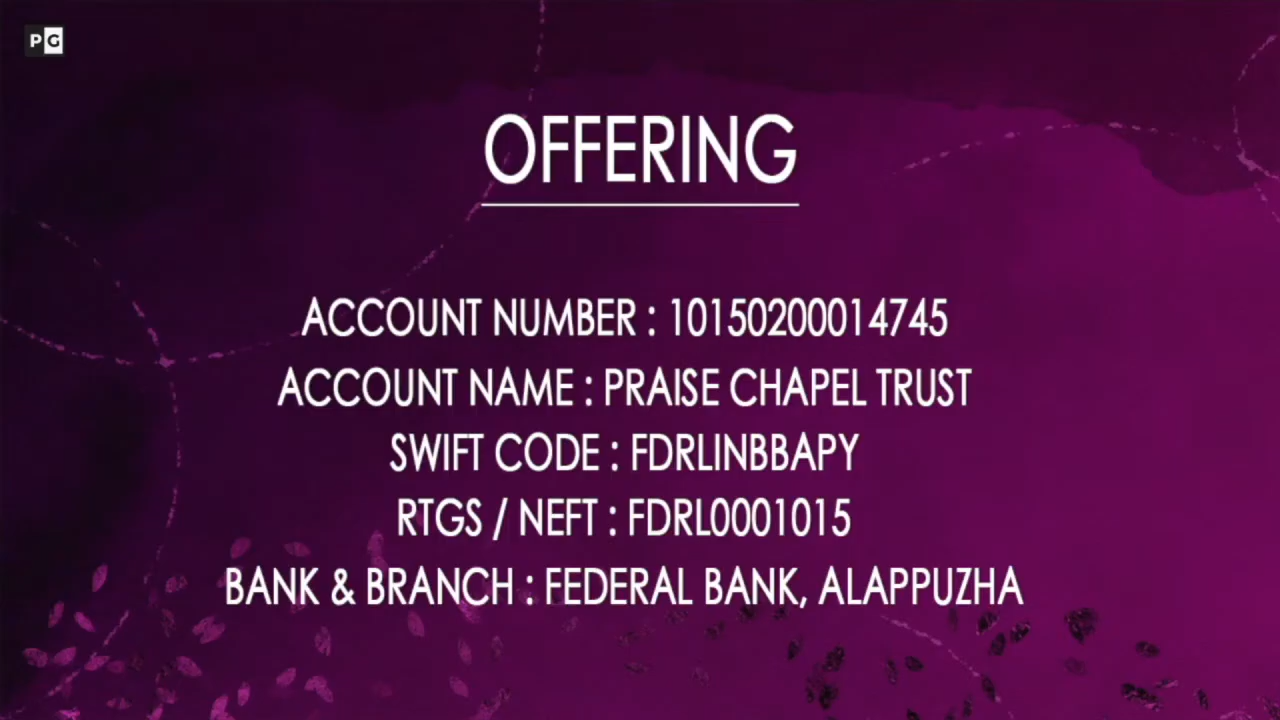 PG
OFFERING
ACCOUNT NUMBER : 10150200014745
ACCOUNT NAME : PRAISE CHAPEL TRUST
SWIFT CODE : FDRLINBBAPY
RTGS / NEFT : FDRL0001015
BANK & BRANCH : FEDERAL BANK, ALAPPUZHA